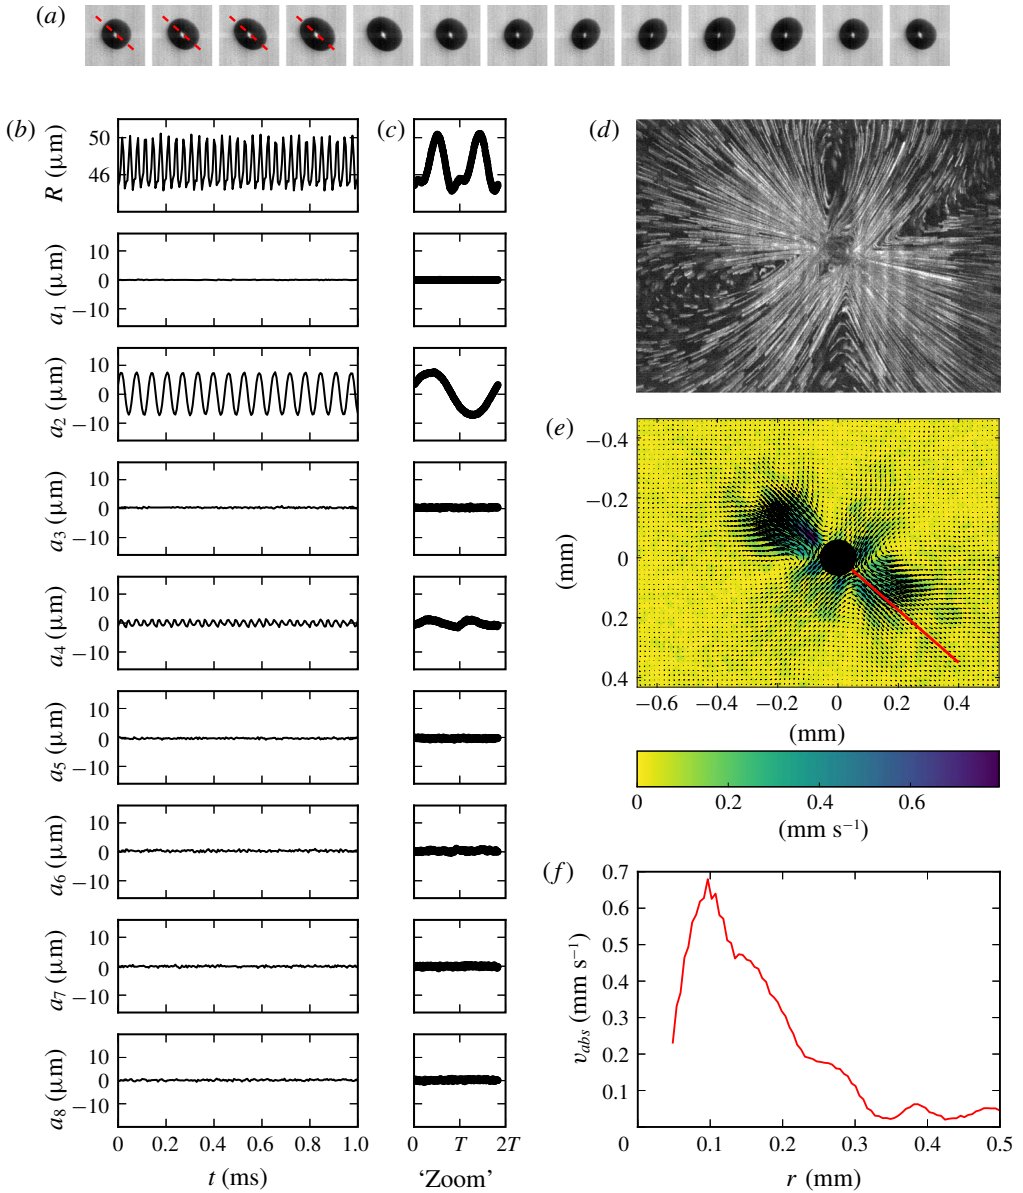 (a)
(b)
R (μm)
50
46
(c)
a1 (μm)
10
0
−10
a2 (μm)
10
0
−10
a3 (μm)
10
0
−10
a4 (μm)
10
0
−10
a5 (μm)
10
0
−10
a6 (μm)
10
0
−10
a7 (μm)
10
0
−10
a8 (μm)
10
0
−10
0 0.2 0.4 0.6 0.8 1.0
t (ms)
0 T 2T
‘Zoom’
(d)
(e)
(mm)
−0.4
−0.2
0
0.2
0.4
−0.6 −0.4 −0.2 0 0.2 0.4
(mm)
0 0.2 0.4 0.6
(mm s⁻¹)
(f)
vabs (mm s⁻¹)
0.7
0.6
0.5
0.4
0.3
0.2
0.1
0 0.1 0.2 0.3 0.4 0.5
r (mm)